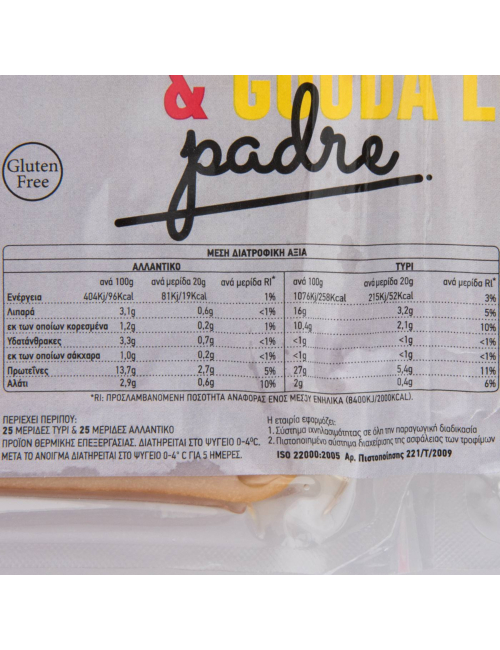 & GOUDA L
padre.
Gluten
Free
ΜΕΣΗ ΔΙΑΤΡΟΦΙΚΗ ΑΞΙΑ
ΑΛΛΑΝΤΙΚΟ ΤΥΡΙ
ανά 100g ανά μερίδα 20g ανά μερίδα RI* ανά 100g ανά μερίδα 20g ανά μερίδα RI*
Ενέργεια 404Kj/96Kcal 81Kj/19Kcal 1% 1076Kj/258Kcal 215Kj/52Kcal 3%
Λιπαρά 3,1g 0,6g <1% 16g 3,2g 5%
εκ των οποίων κορεσμένα 1,2g 0,2g 1% 10,4g 2,1g 10%
Υδατάνθρακες 3,3g 0,7g <1% <1g <1g <1%
εκ των οποίων σάκχαρα 1,0g 0,2g <1% <1g <1g <1%
Πρωτεΐνες 13,7g 2,7g 5% 27g 5,4g 11%
Αλάτι 2,9g 0,6g 10% 2g 0,4g 6%
*RI: ΠΡΟΣΛΑΜΒΑΝΟΜΕΝΗ ΠΟΣΟΤΗΤΑ ΑΝΑΦΟΡΑΣ ΕΝΟΣ ΜΕΣΟΥ ΕΝΗΛΙΚΑ (8400KJ/2000KCAL).
ΠΕΡΙΕΧΕΙ ΠΕΡΙΠΟΥ:
25 ΜΕΡΙΔΕΣ ΤΥΡΙ & 25 ΜΕΡΙΔΕΣ ΑΛΛΑΝΤΙΚΟ
ΠΡΟΪΟΝ ΘΕΡΜΙΚΗΣ ΕΠΕΞΕΡΓΑΣΙΑΣ. ΔΙΑΤΗΡΕΙΤΑΙ ΣΤΟ ΨΥΓΕΙΟ 0-4°C.
ΜΕΤΑ ΤΟ ΑΝΟΙΓΜΑ ΔΙΑΤΗΡΕΙΤΑΙ ΣΤΟ ΨΥΓΕΙΟ 0-4° C ΓΙΑ 5 ΗΜΕΡΕΣ.
Η εταιρία εφαρμόζει:
1. Σύστημα ιχνηλασιμότητας σε όλη την παραγωγική διαδικασία
2. Πιστοποιημένο σύστημα διαχείρισης της ασφάλειας των τροφίμων
ISO 22000:2005 Αρ. Πιστοποίησης 221/Τ/2009